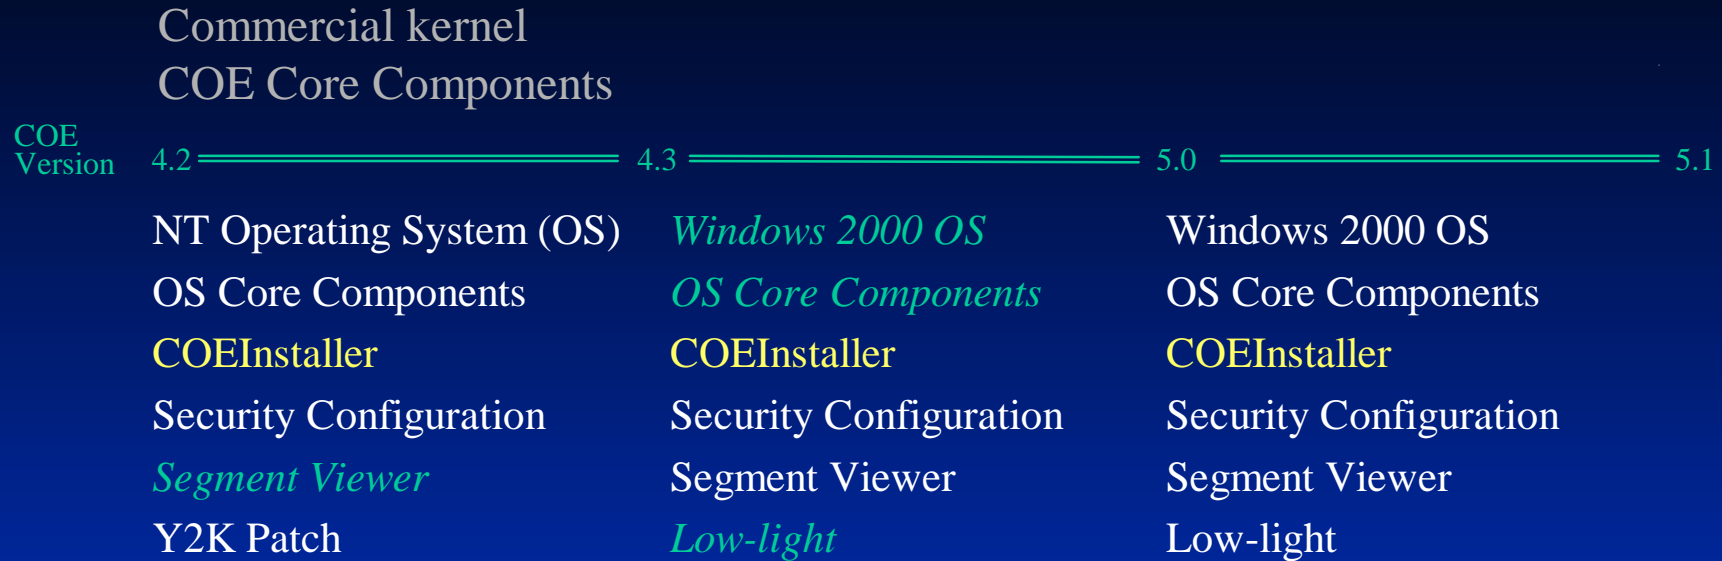 Commercial kernel
COE Core Components
COE
Version 4.2 4.3 5.0 5.1
NT Operating System (OS) Windows 2000 OS Windows 2000 OS
OS Core Components OS Core Components OS Core Components
COEInstaller COEInstaller COEInstaller
Security Configuration Security Configuration Security Configuration
Segment Viewer Segment Viewer Segment Viewer
Y2K Patch Low-light Low-light